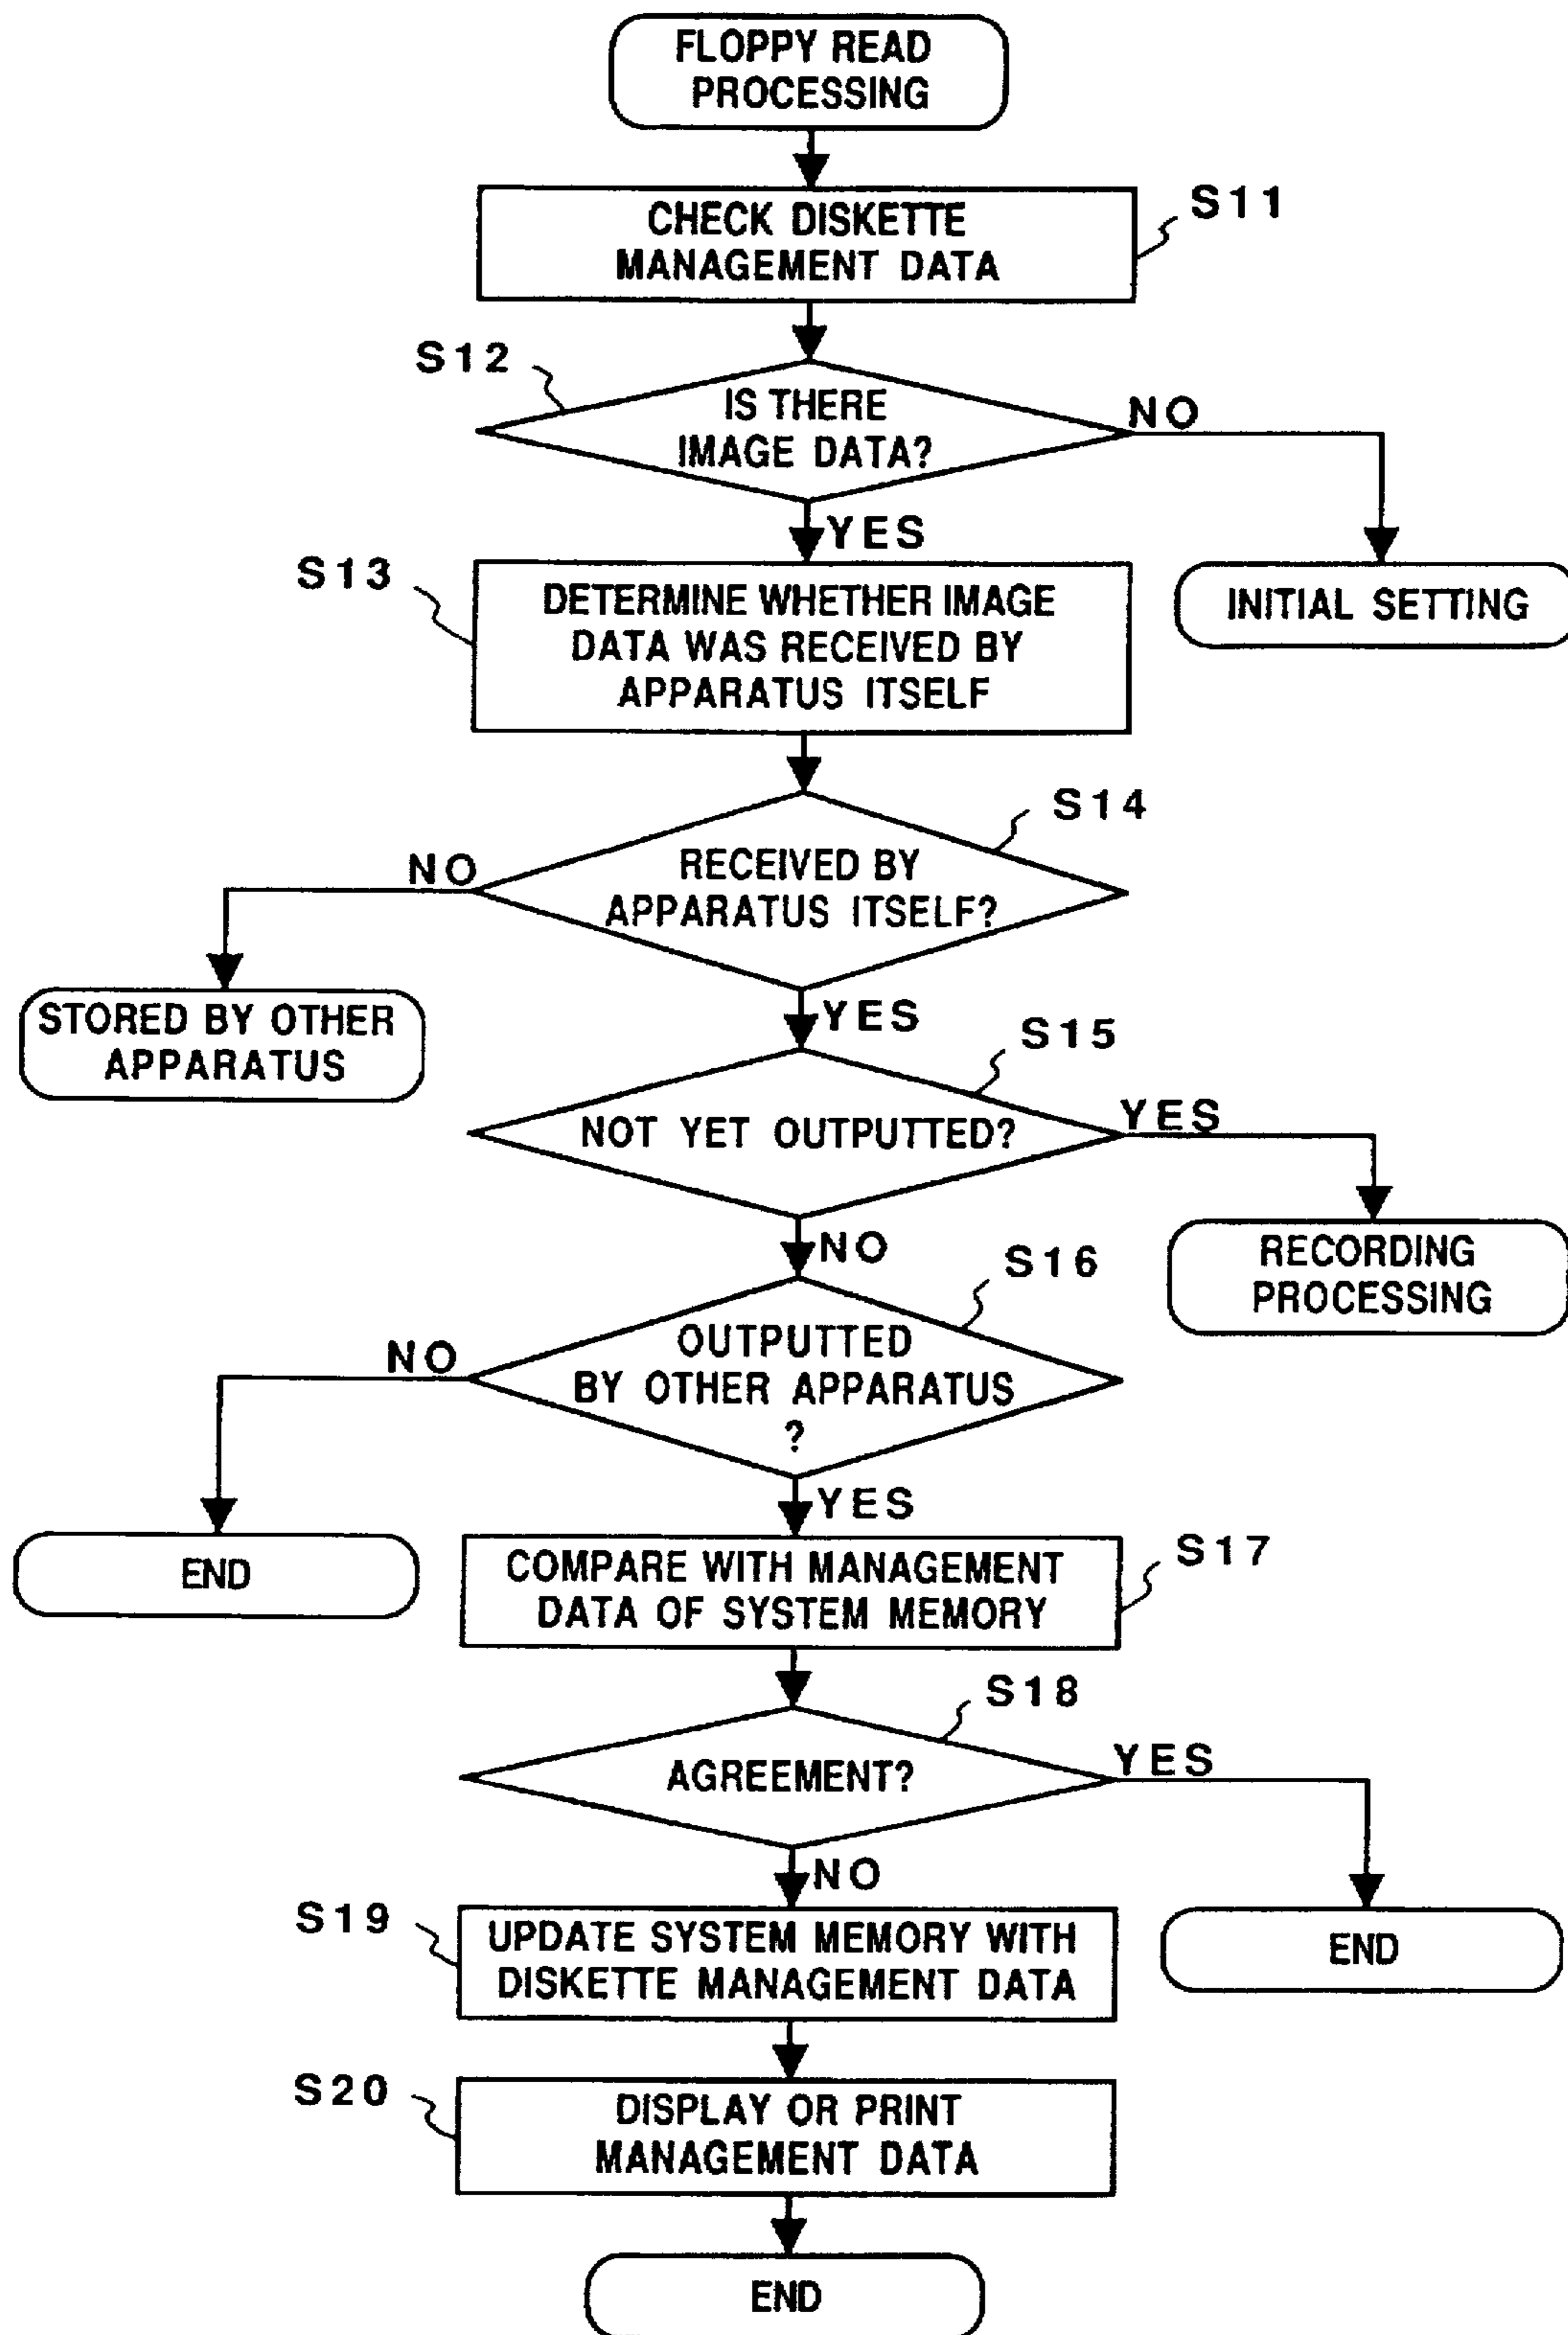 FLOPPY READ
PROCESSING
CHECK DISKETTE
MANAGEMENT DATA
S11
S12
IS THERE
IMAGE DATA?
NO
YES
INITIAL SETTING
S13
DETERMINE WHETHER IMAGE
DATA WAS RECEIVED BY
APPARATUS ITSELF
S14
RECEIVED BY
APPARATUS ITSELF?
NO
STORED BY OTHER
APPARATUS
YES
S15
NOT YET OUTPUTTED?
YES
RECORDING
PROCESSING
NO
S16
OUTPUTTED
BY OTHER APPARATUS
?
NO
END
YES
S17
COMPARE WITH MANAGEMENT
DATA OF SYSTEM MEMORY
S18
AGREEMENT?
YES
END
NO
S19
UPDATE SYSTEM MEMORY WITH
DISKETTE MANAGEMENT DATA
S20
DISPLAY OR PRINT
MANAGEMENT DATA
END